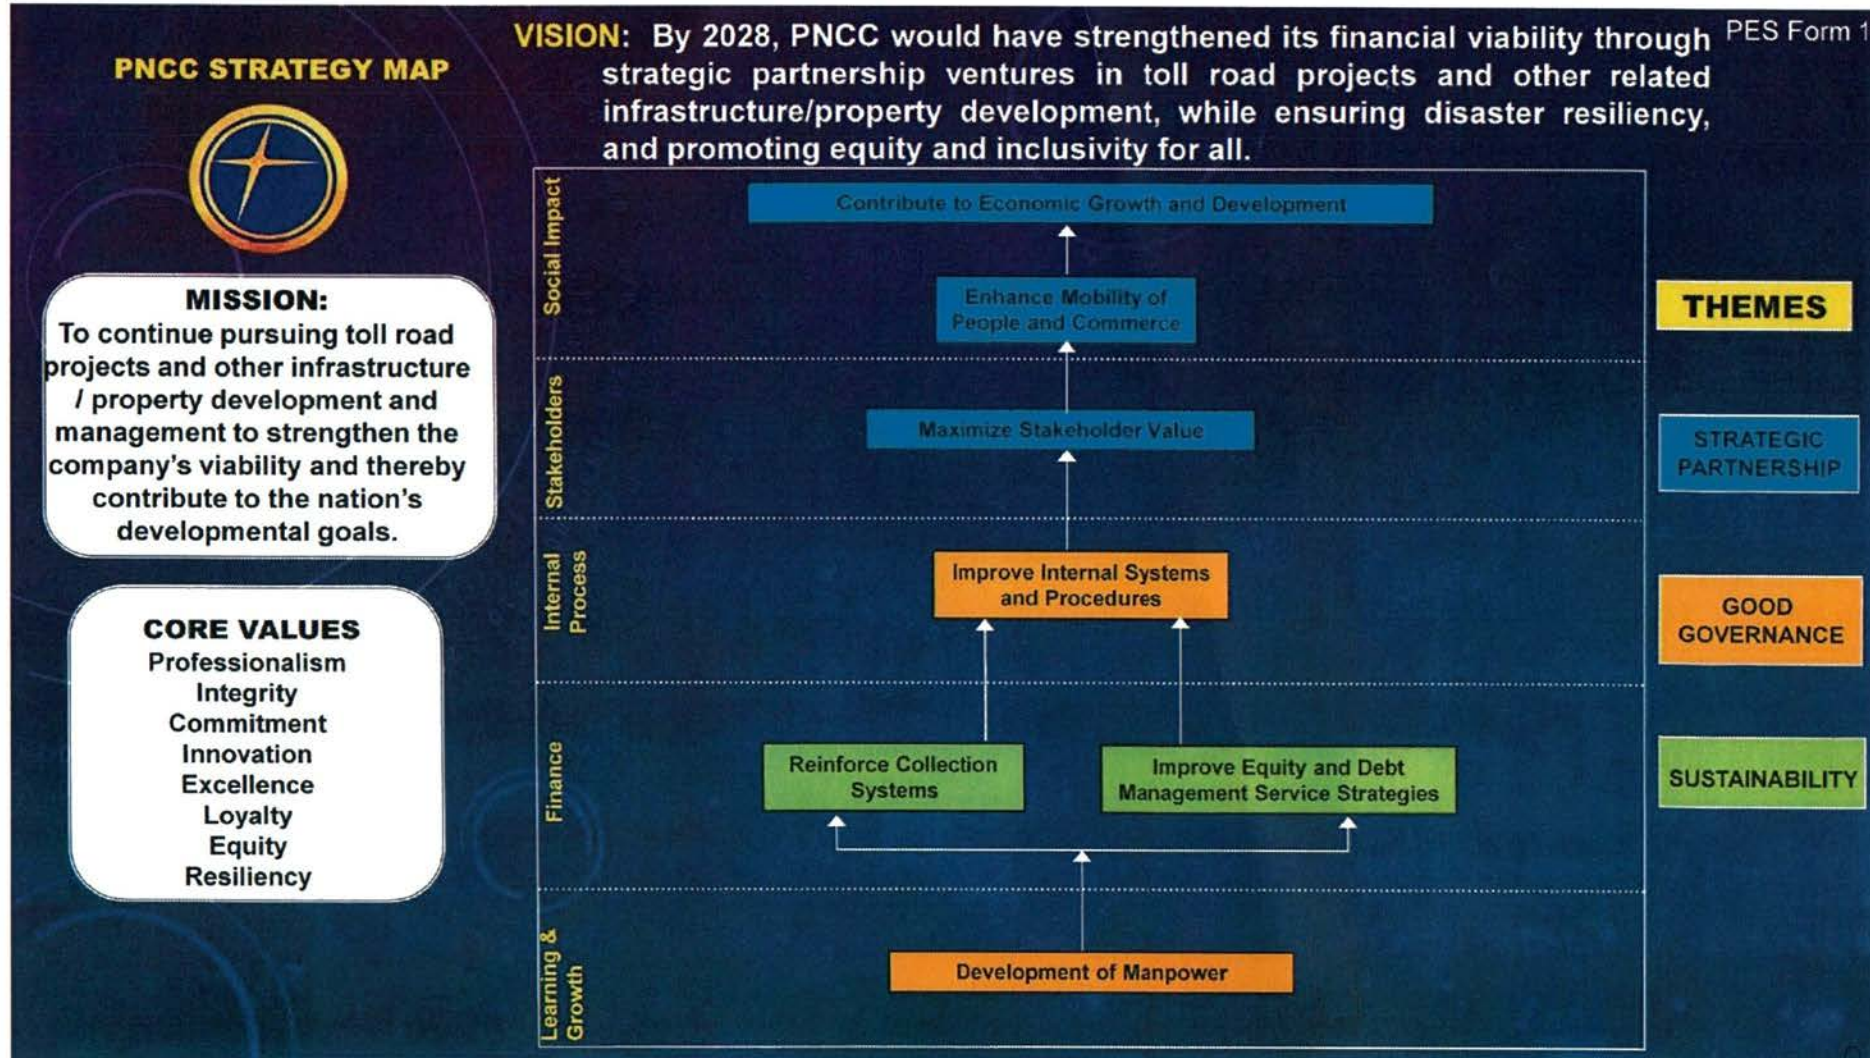 PNCC STRATEGY MAP
VISION: By 2028, PNCC would have strengthened its financial viability through
strategic partnership ventures in toll road projects and other related
infrastructure/property development, while ensuring disaster resiliency,
and promoting equity and inclusivity for all.
PES Form 1
MISSION:
To continue pursuing toll road
projects and other infrastructure
/ property development and
management to strengthen the
company's viability and thereby
contribute to the nation's
developmental goals.
CORE VALUES
Professionalism
Integrity
Commitment
Innovation
Excellence
Loyalty
Equity
Resiliency
Social Impact
Contribute to Economic Growth and Development
Enhance Mobility of
People and Commerce
Stakeholders
Maximize Stakeholder Value
Internal
Process
Improve Internal Systems
and Procedures
Finance
Reinforce Collection
Systems
Improve Equity and Debt
Management Service Strategies
Learning &
Growth
Development of Manpower
THEMES
STRATEGIC
PARTNERSHIP
GOOD
GOVERNANCE
SUSTAINABILITY